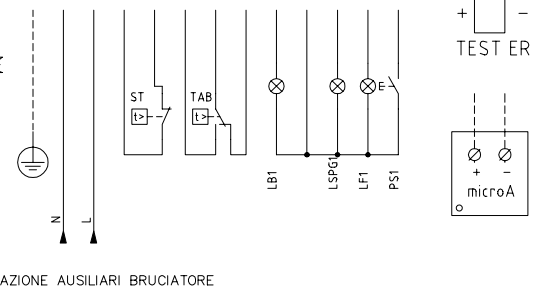 + -
TEST ER
ST
t>
TAB
t>
E
LB1
LSPG1
LF1
PS1
+ -
microA
N
L
AZIONE AUSILIARI BRUCIATORE